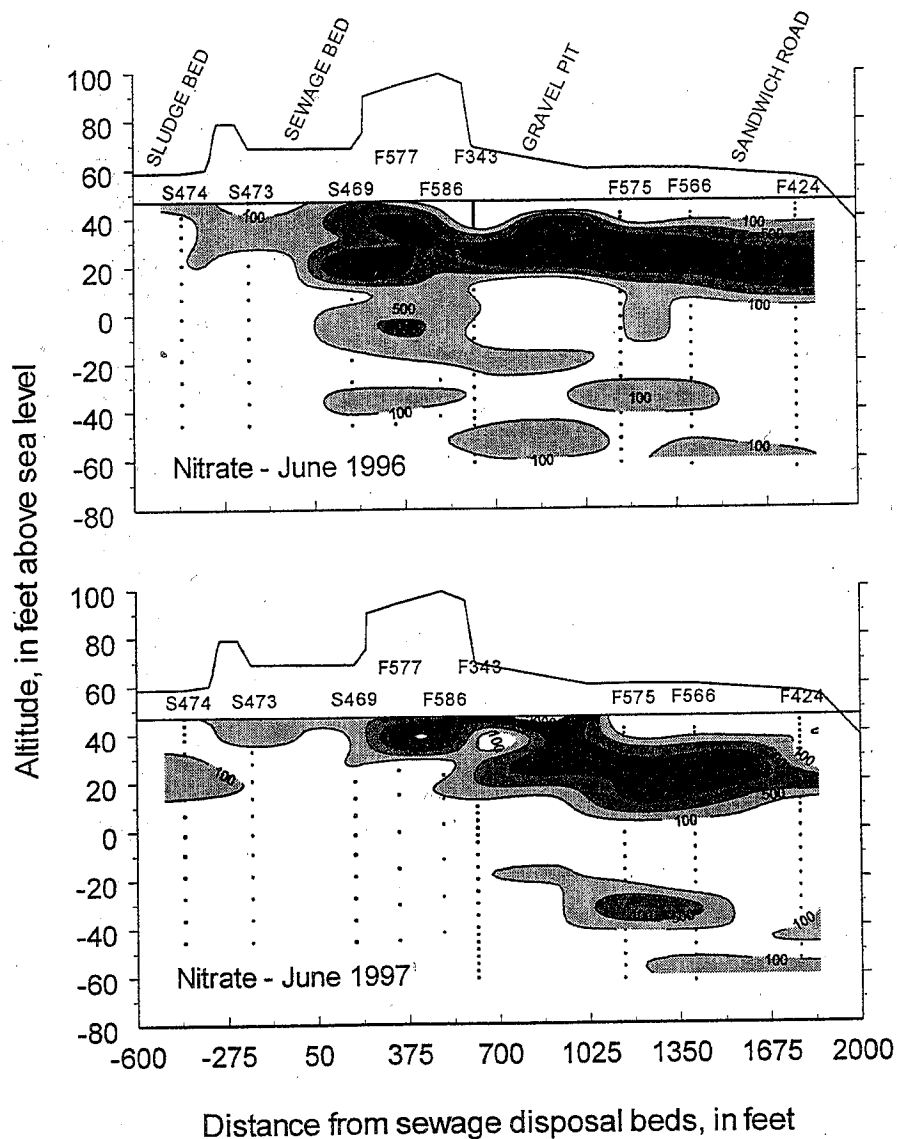 SLUDGE BED
SEWAGE BED
GRAVEL PIT
SANDWICH ROAD
Altitude, in feet above sea level
100
80
60
40
20
0
-20
-40
-60
-80
F577 F343
S474 S473 S469 F586 F575 F566 F424
100
100
100
500
100
100
100
100
Nitrate - June 1996
100
80
60
40
20
0
-20
-40
-60
-80
F577 F343
S474 S473 S469 F586 F575 F566 F424
100
100
100
500
100
100
100
Nitrate - June 1997
-600 -275 50 375 700 1025 1350 1675 2000
Distance from sewage disposal beds, in feet